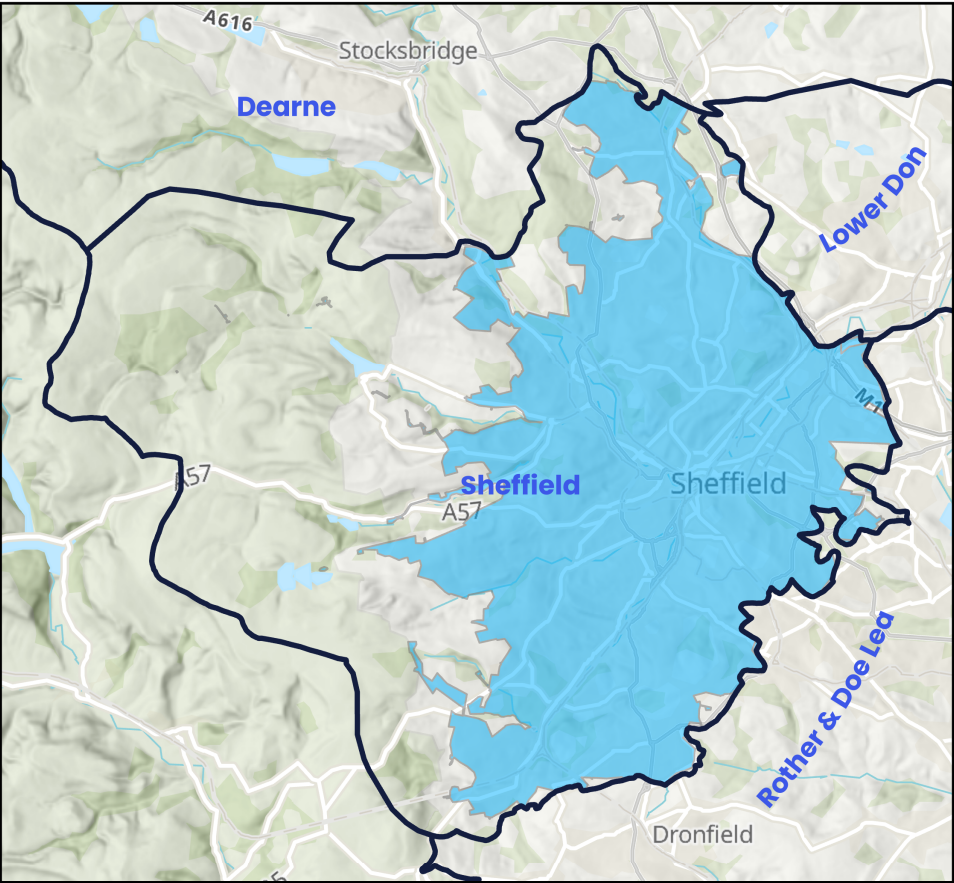 A616
Stocksbridge
Dearne
Lower Don
M1
A57
Sheffield
Sheffield
A57
Rother & Doe Lea
Dronfield